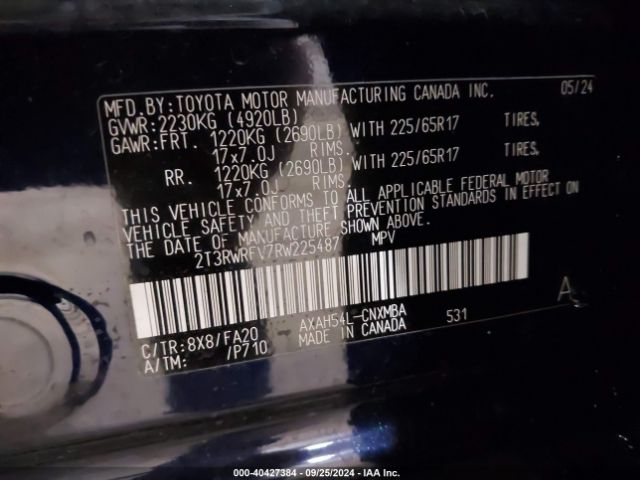 MFD.BY:TOYOTA MOTOR MANUFACTURING CANADA INC. 05/24
GVWR:2230KG (4920LB)
GAWR:FRT. 1220KG (2690LB) WITH 225/65R17 TIRES,
17x7.0J RIMS.
RR. 1220KG (2690LB) WITH 225/65R17 TIRES,
17x7.0J RIMS.
THIS VEHICLE CONFORMS TO ALL APPLICABLE FEDERAL MOTOR
VEHICLE SAFETY AND THEFT PREVENTION STANDARDS IN EFFECT ON
THE DATE OF MANUFACTURE SHOWN ABOVE.
2T3RWRFV7RW225487 MPV
C/TR:8X8/FA20 AXAH54L-CNXMBA 531 A
A/TM: /P710 MADE IN CANADA
000-40427384 - 09/25/2024 - IAA Inc.